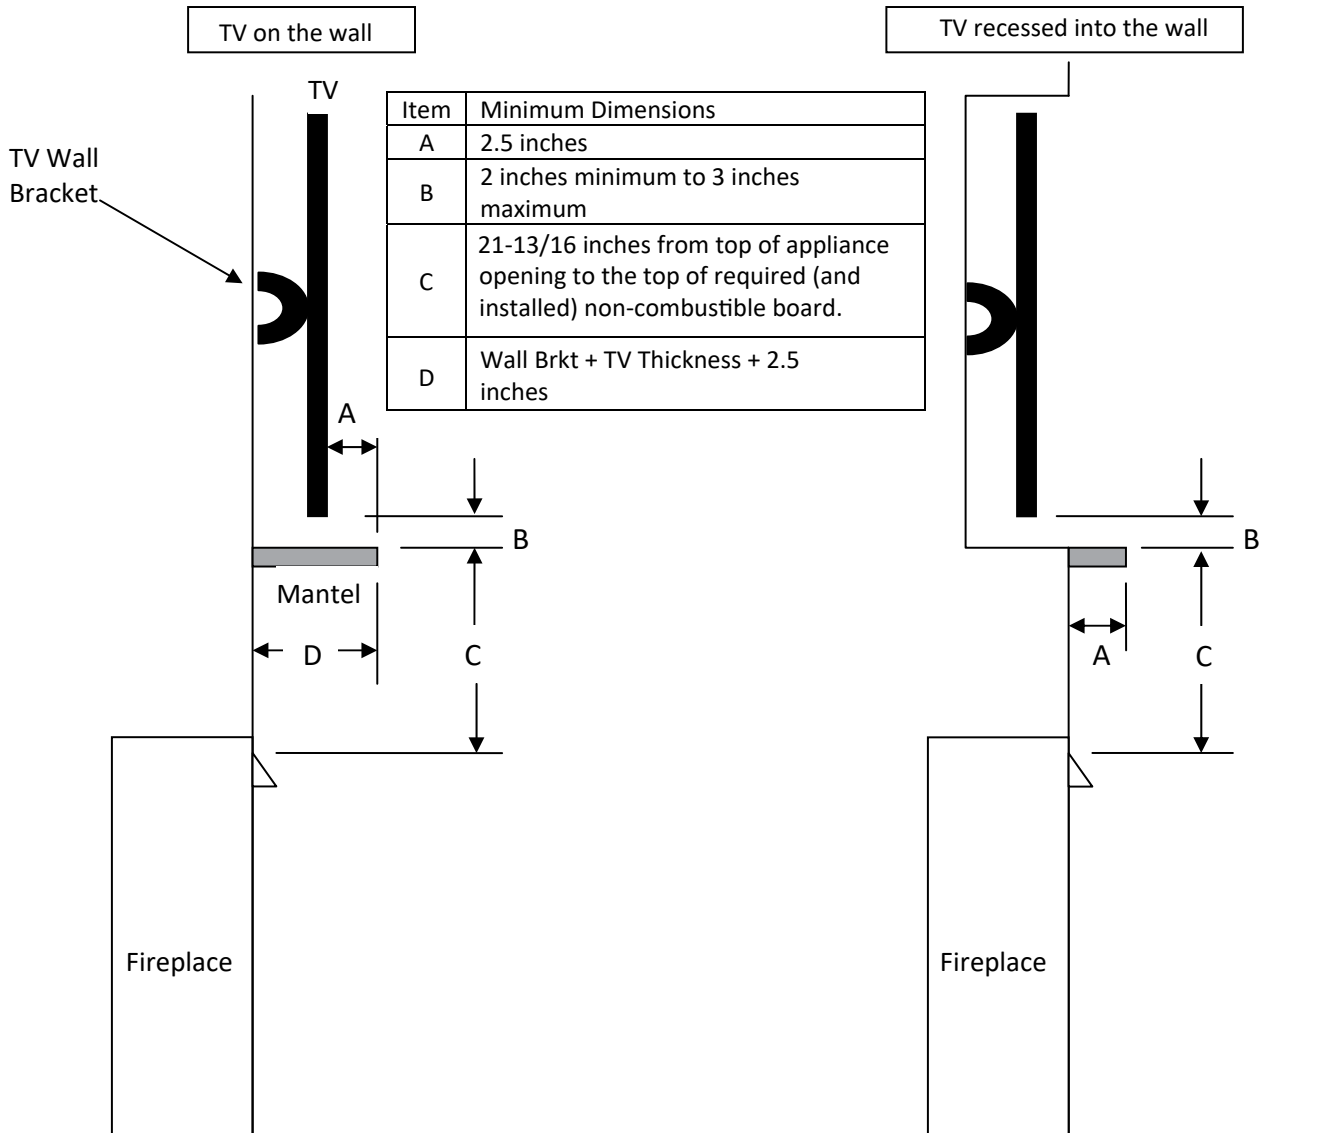 TV on the wall
TV recessed into the wall
TV
TV Wall
Bracket
Item Minimum Dimensions
A 2.5 inches
B 2 inches minimum to 3 inches
maximum
C 21-13/16 inches from top of appliance
opening to the top of required (and
installed) non-combustible board.
D Wall Brkt + TV Thickness + 2.5
inches
A
B
Mantel
D
C
Fireplace
B
A
C
Fireplace